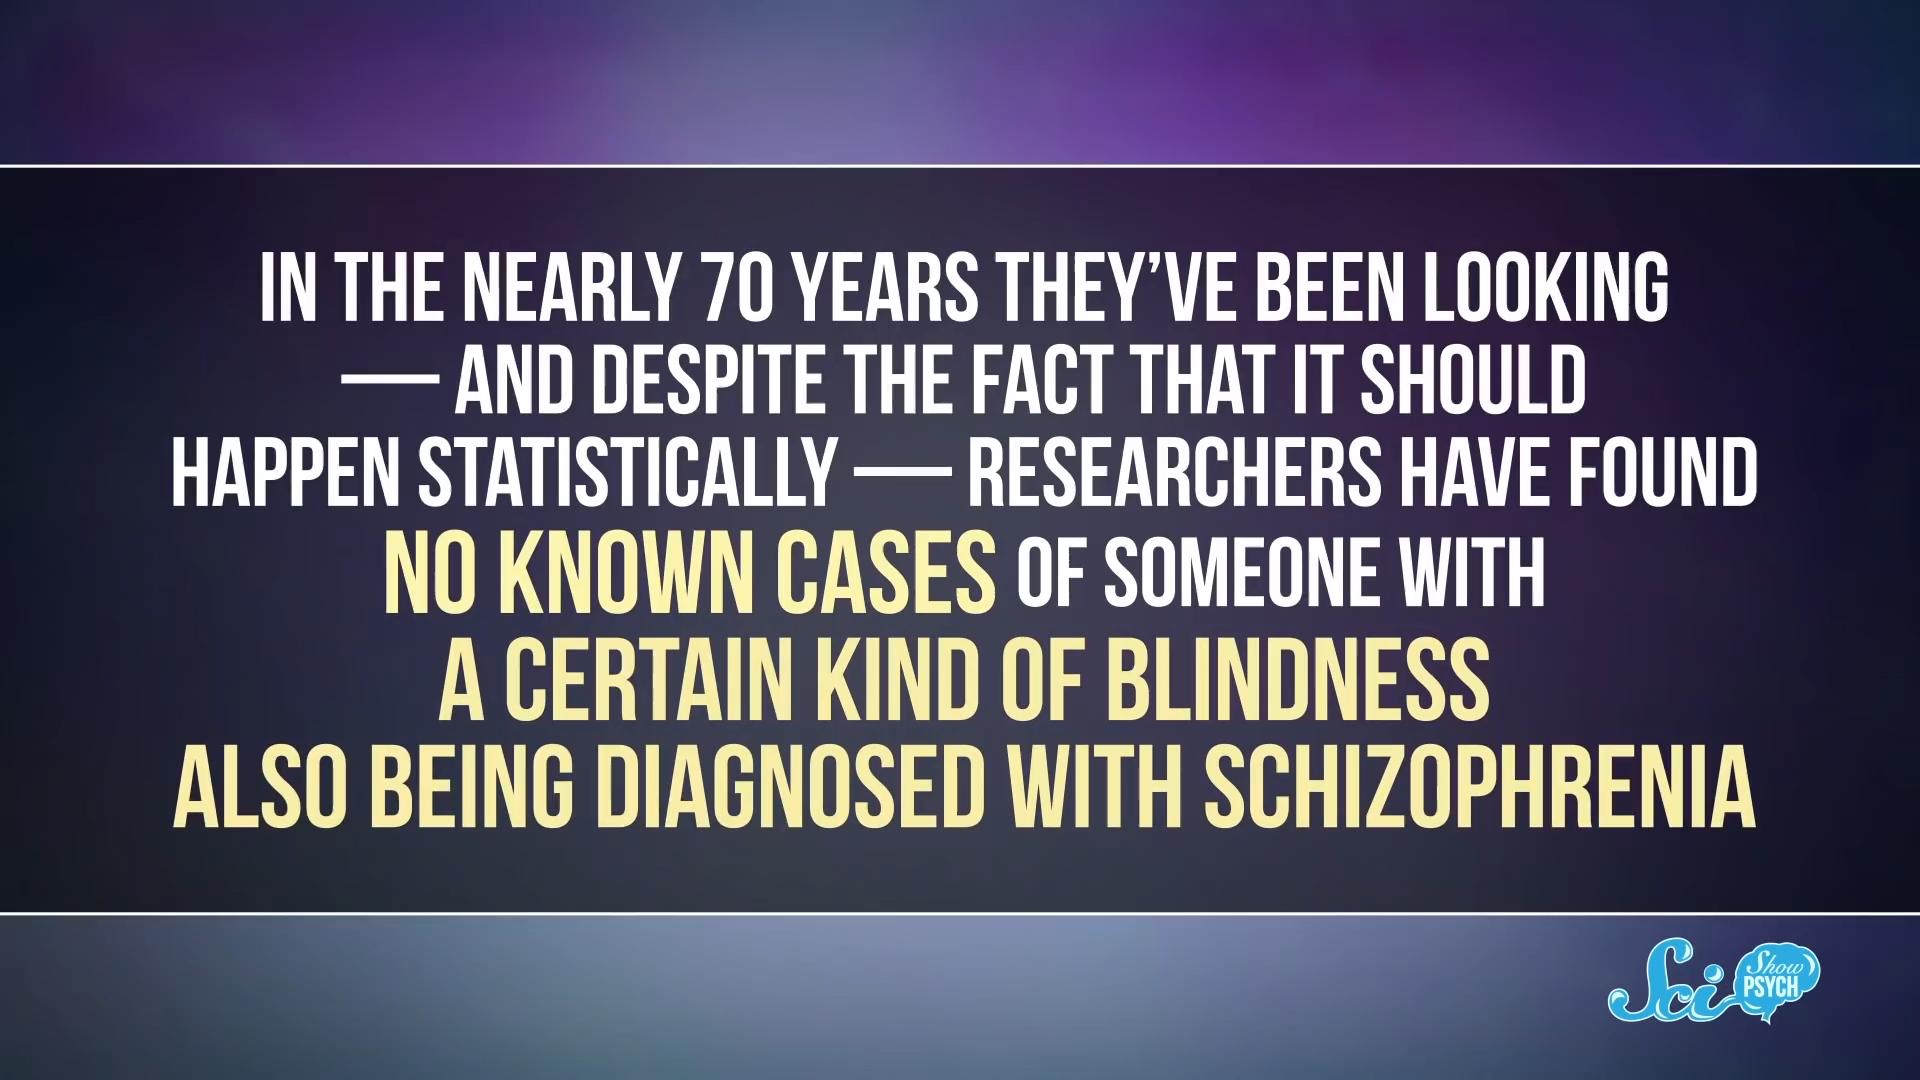 IN THE NEARLY 70 YEARS THEY’VE BEEN LOOKING
— AND DESPITE THE FACT THAT IT SHOULD
HAPPEN STATISTICALLY — RESEARCHERS HAVE FOUND
NO KNOWN CASES OF SOMEONE WITH
A CERTAIN KIND OF BLINDNESS
ALSO BEING DIAGNOSED WITH SCHIZOPHRENIA
Sci Show
PSYCH